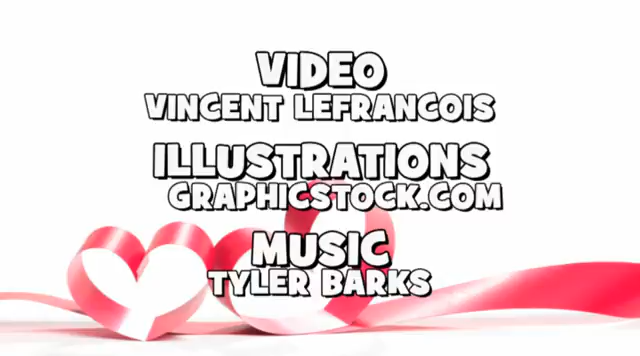 VIDEO
VINCENT LEFRANCOIS
ILLUSTRATIONS
GRAPHICSTOCK.COM
MUSIC
TYLER BARKS